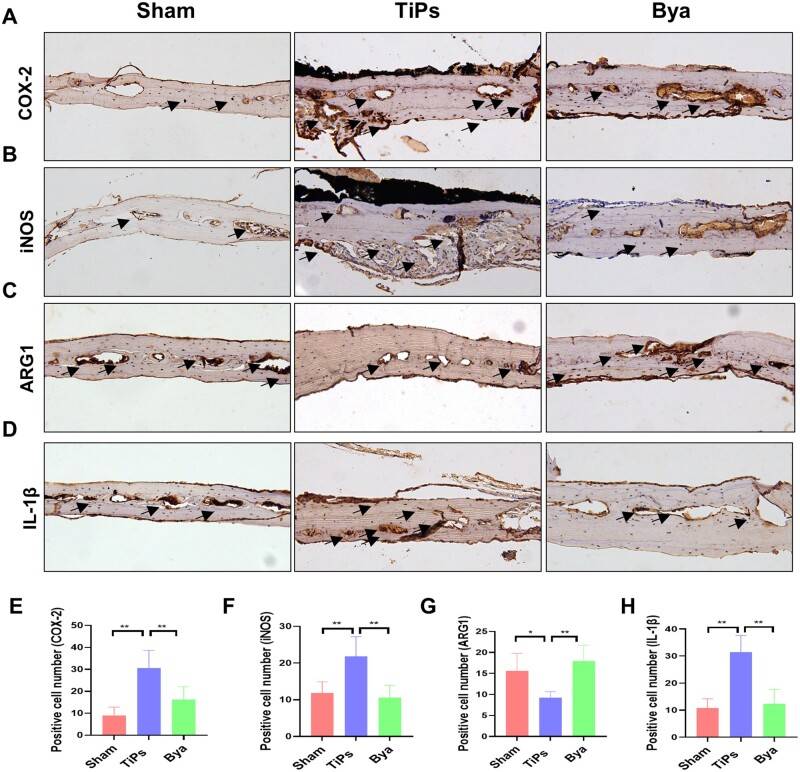 Sham TiPs Bya
A
COX-2
B
iNOS
C
ARG1
D
IL-1β
E
Positive cell number (COX-2)
50
40
30
20
10
0
** **
Sham TiPs Bya
F
Positive cell number (iNOS)
30
20
10
0
** **
Sham TiPs Bya
G
Positive cell number (ARG1)
25
20
15
10
5
0
* **
Sham TiPs Bya
H
Positive cell number (IL-1β)
40
30
20
10
0
** **
Sham TiPs Bya